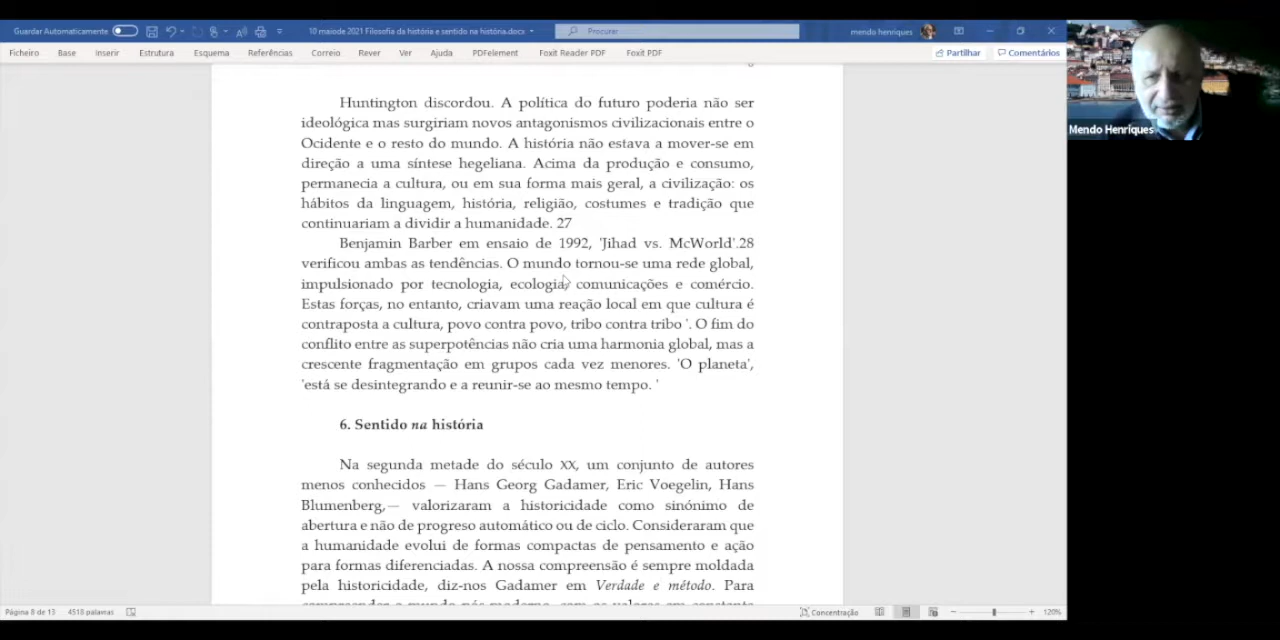 Guardar Automaticamente
10 maiode 2021 Filosofia da história e sentido na história.docx
Procurar
mendo henriques
Ficheiro Base Inserir Estrutura Esquema Referências Correio Rever Ver Ajuda PDFelement Foxit Reader PDF Foxit PDF
Partilhar Comentários
Huntington discordou. A política do futuro poderia não ser
ideológica mas surgiriam novos antagonismos civilizacionais entre o
Ocidente e o resto do mundo. A história não estava a mover-se em
direção a uma síntese hegeliana. Acima da produção e consumo,
permanecia a cultura, ou em sua forma mais geral, a civilização: os
hábitos da linguagem, história, religião, costumes e tradição que
continuariam a dividir a humanidade. 27
Benjamin Barber em ensaio de 1992, 'Jihad vs. McWorld'.28
verificou ambas as tendências. O mundo tornou-se uma rede global,
impulsionado por tecnologia, ecologia, comunicações e comércio.
Estas forças, no entanto, criavam uma reação local em que cultura é
contraposta a cultura, povo contra povo, tribo contra tribo '. O fim do
conflito entre as superpotências não cria uma harmonia global, mas a
crescente fragmentação em grupos cada vez menores. 'O planeta',
'está se desintegrando e a reunir-se ao mesmo tempo. '
6. Sentido na história
Na segunda metade do século XX, um conjunto de autores
menos conhecidos — Hans Georg Gadamer, Eric Voegelin, Hans
Blumenberg,— valorizaram a historicidade como sinónimo de
abertura e não de progreso automático ou de ciclo. Consideraram que
a humanidade evolui de formas compactas de pensamento e ação
para formas diferenciadas. A nossa compreensão é sempre moldada
pela historicidade, diz-nos Gadamer em Verdade e método. Para
Página 8 de 13 4518 palavras
Concentração
120%
Mendo Henriques